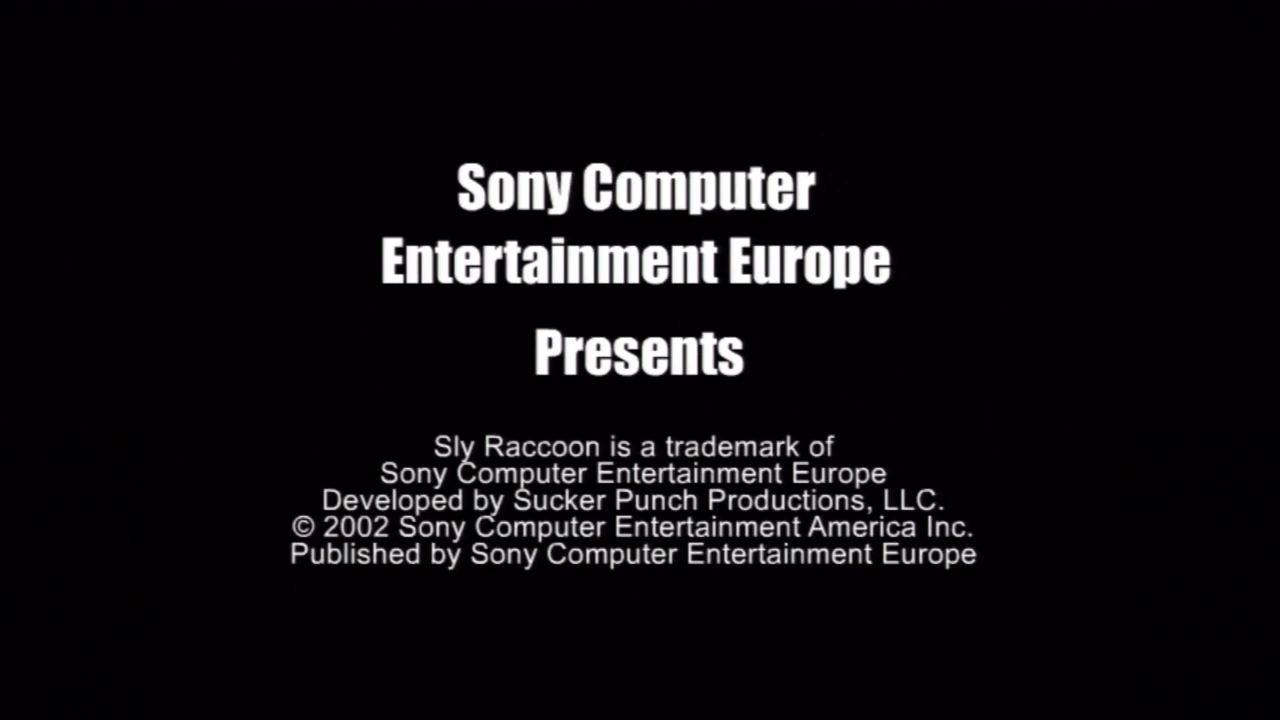 Sony Computer
Entertainment Europe
Presents
Sly Raccoon is a trademark of
Sony Computer Entertainment Europe
Developed by Sucker Punch Productions, LLC.
© 2002 Sony Computer Entertainment America Inc.
Published by Sony Computer Entertainment Europe